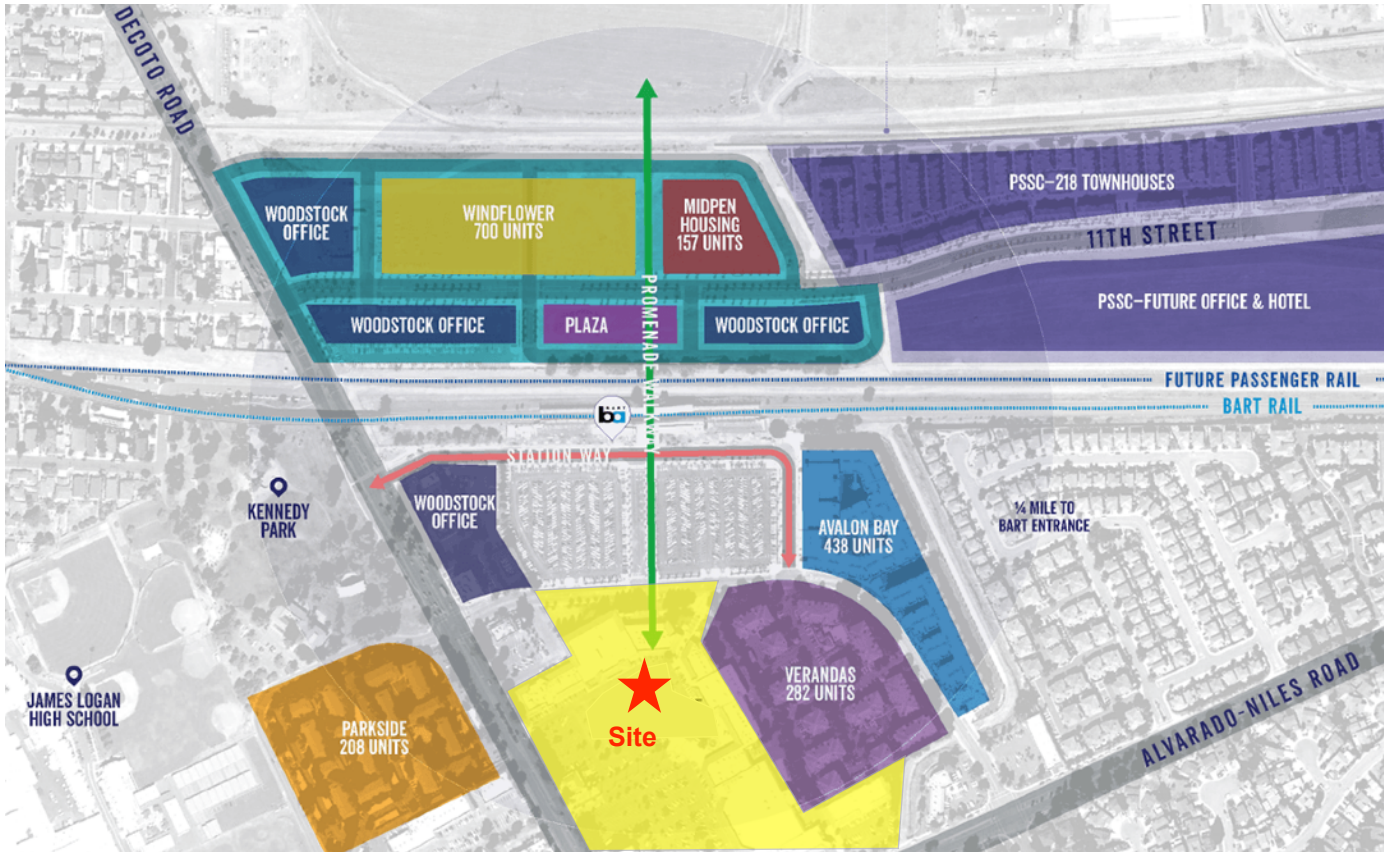 DECOTO ROAD
WOODSTOCK
OFFICE
WINDFLOWER
700 UNITS
MIDPEN
HOUSING
157 UNITS
PSSC-218 TOWNHOUSES
11TH STREET
PSSC-FUTURE OFFICE & HOTEL
WOODSTOCK OFFICE
PLAZA
WOODSTOCK OFFICE
PROMENADE WALKWAY
FUTURE PASSENGER RAIL
BART RAIL
BART
ba
STATION WAY
KENNEDY
PARK
WOODSTOCK
OFFICE
AVALON BAY
438 UNITS
¼ MILE TO
BART ENTRANCE
JAMES LOGAN
HIGH SCHOOL
PARKSIDE
208 UNITS
Site
VERANDAS
282 UNITS
ALVARADO-NILES ROAD